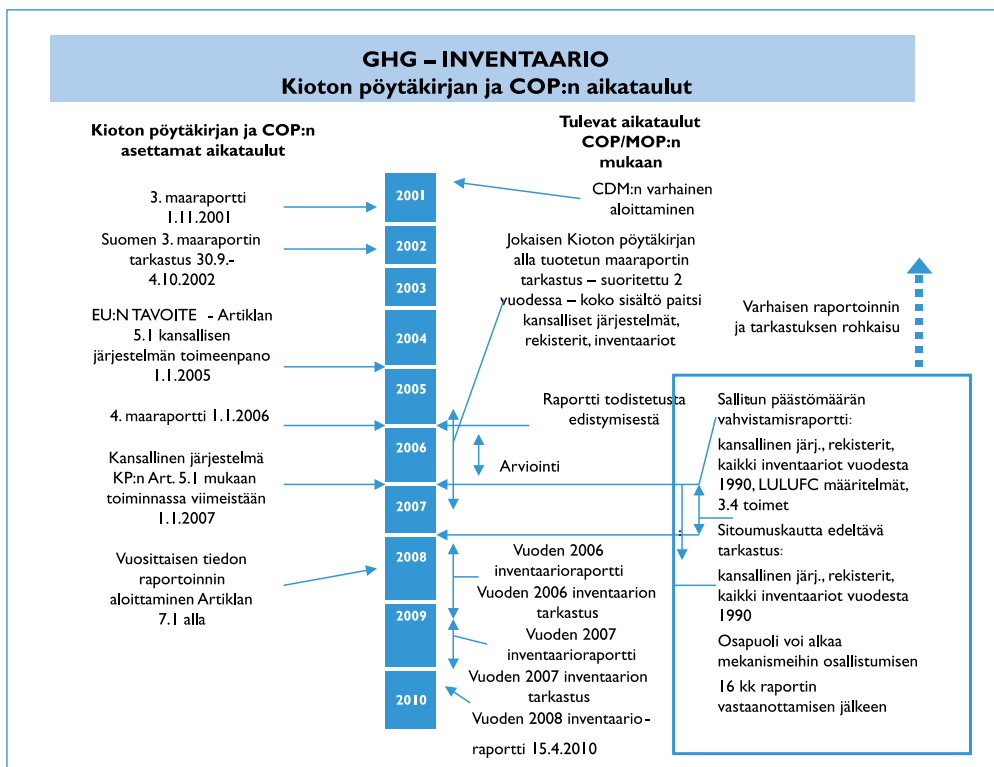 GHG – INVENTAARIO
Kioton pöytäkirjan ja COP:n aikataulut
Kioton pöytäkirjan ja COP:n
asettamat aikataulut
3. maaraportti
1.11.2001
Suomen 3. maaraportin
tarkastus 30.9.-
4.10.2002
EU:N TAVOITE - Artiklan
5.1 kansallisen
järjestelmän toimeenpano
1.1.2005
4. maaraportti 1.1.2006
Kansallinen järjestelmä
KP:n Art. 5.1 mukaan
toiminnassa viimeistään
1.1.2007
Vuosittaisen tiedon
raportoinnin
aloittaminen Artiklan
7.1 alla
2001
2002
2003
2004
2005
2006
2007
2008
2009
2010
Tulevat aikataulut
COP/MOP:n
mukaan
CDM:n varhainen
aloittaminen
Jokaisen Kioton pöytäkirjan
alla tuotetun maaraportin
tarkastus – suoritettu 2
vuodessa – koko sisältö paitsi
kansalliset järjestelmät,
rekisterit, inventaariot
Raportti todistetusta
edistymisestä
Arviointi
Vuoden 2006
inventaarioraportti
Vuoden 2006 inventaarion
tarkastus
Vuoden 2007
inventaarioraportti
Vuoden 2007 inventaarion
tarkastus
Vuoden 2008 inventaario-
raportti 15.4.2010
Varhaisen raportoinnin
ja tarkastuksen rohkaisu
Sallitun päästömäärän
vahvistamisraportti:
kansallinen järj., rekisterit,
kaikki inventaariot vuodesta
1990, LULUFC määritelmät,
3.4 toimet
:
Sitoumuskautta edeltävä
tarkastus:
kansallinen järj., rekisterit,
kaikki inventaariot vuodesta
1990
Osapuoli voi alkaa
mekanismeihin osallistumisen
16 kk raportin
vastaanottamisen jälkeen